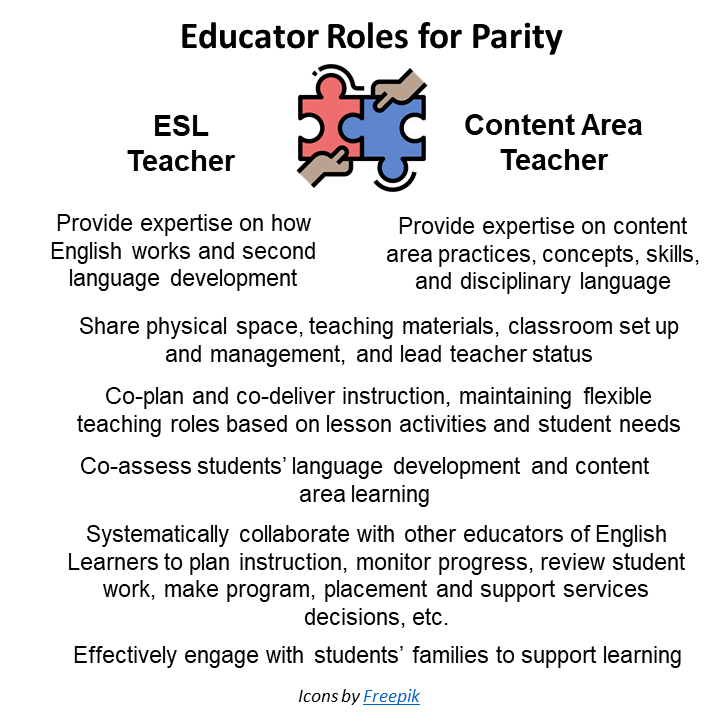 Educator Roles for Parity
ESL
Teacher
Content Area
Teacher
Provide expertise on how
English works and second
language development
Provide expertise on content
area practices, concepts, skills,
and disciplinary language
Share physical space, teaching materials, classroom set up
and management, and lead teacher status
Co-plan and co-deliver instruction, maintaining flexible
teaching roles based on lesson activities and student needs
Co-assess students’ language development and content
area learning
Systematically collaborate with other educators of English
Learners to plan instruction, monitor progress, review student
work, make program, placement and support services
decisions, etc.
Effectively engage with students’ families to support learning
Icons by Freepik